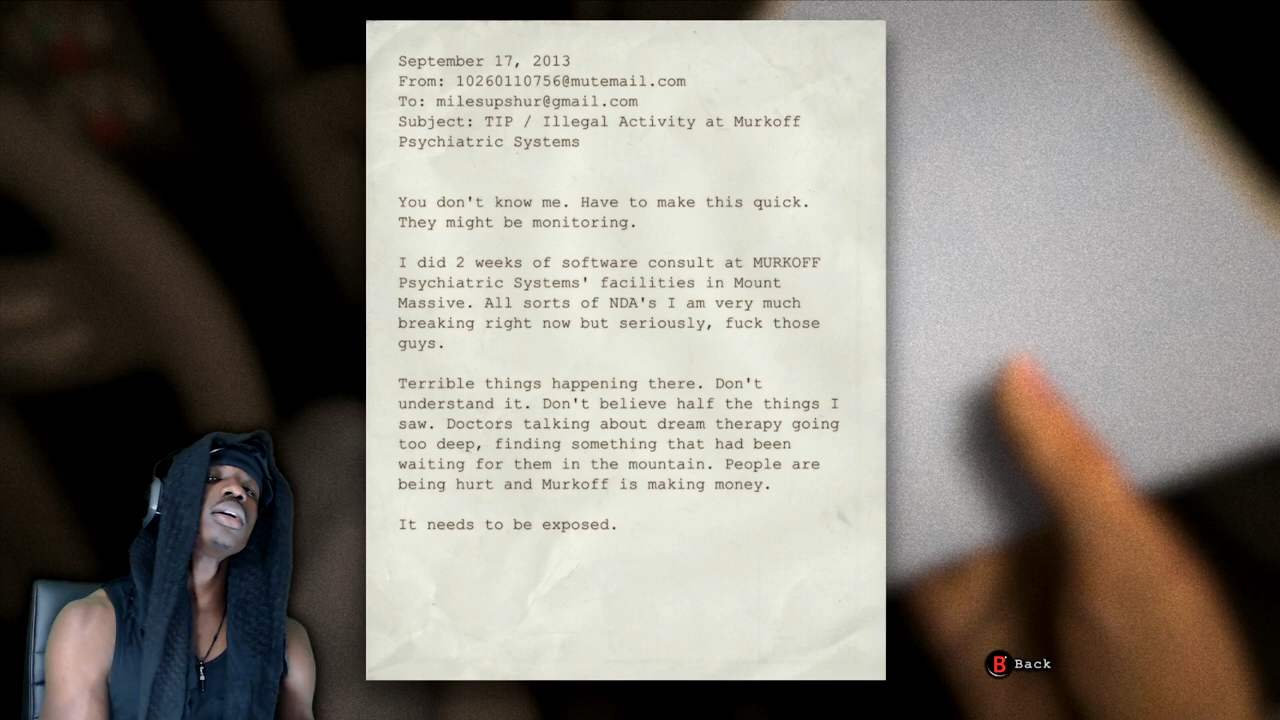 September 17, 2013
From: 10260110756@mutemail.com
To: milesupshur@gmail.com
Subject: TIP / Illegal Activity at Murkoff
Psychiatric Systems
You don't know me. Have to make this quick.
They might be monitoring.
I did 2 weeks of software consult at MURKOFF
Psychiatric Systems' facilities in Mount
Massive. All sorts of NDA's I am very much
breaking right now but seriously, fuck those
guys.
Terrible things happening there. Don't
understand it. Don't believe half the things I
saw. Doctors talking about dream therapy going
too deep, finding something that had been
waiting for them in the mountain. People are
being hurt and Murkoff is making money.
It needs to be exposed.
B Back